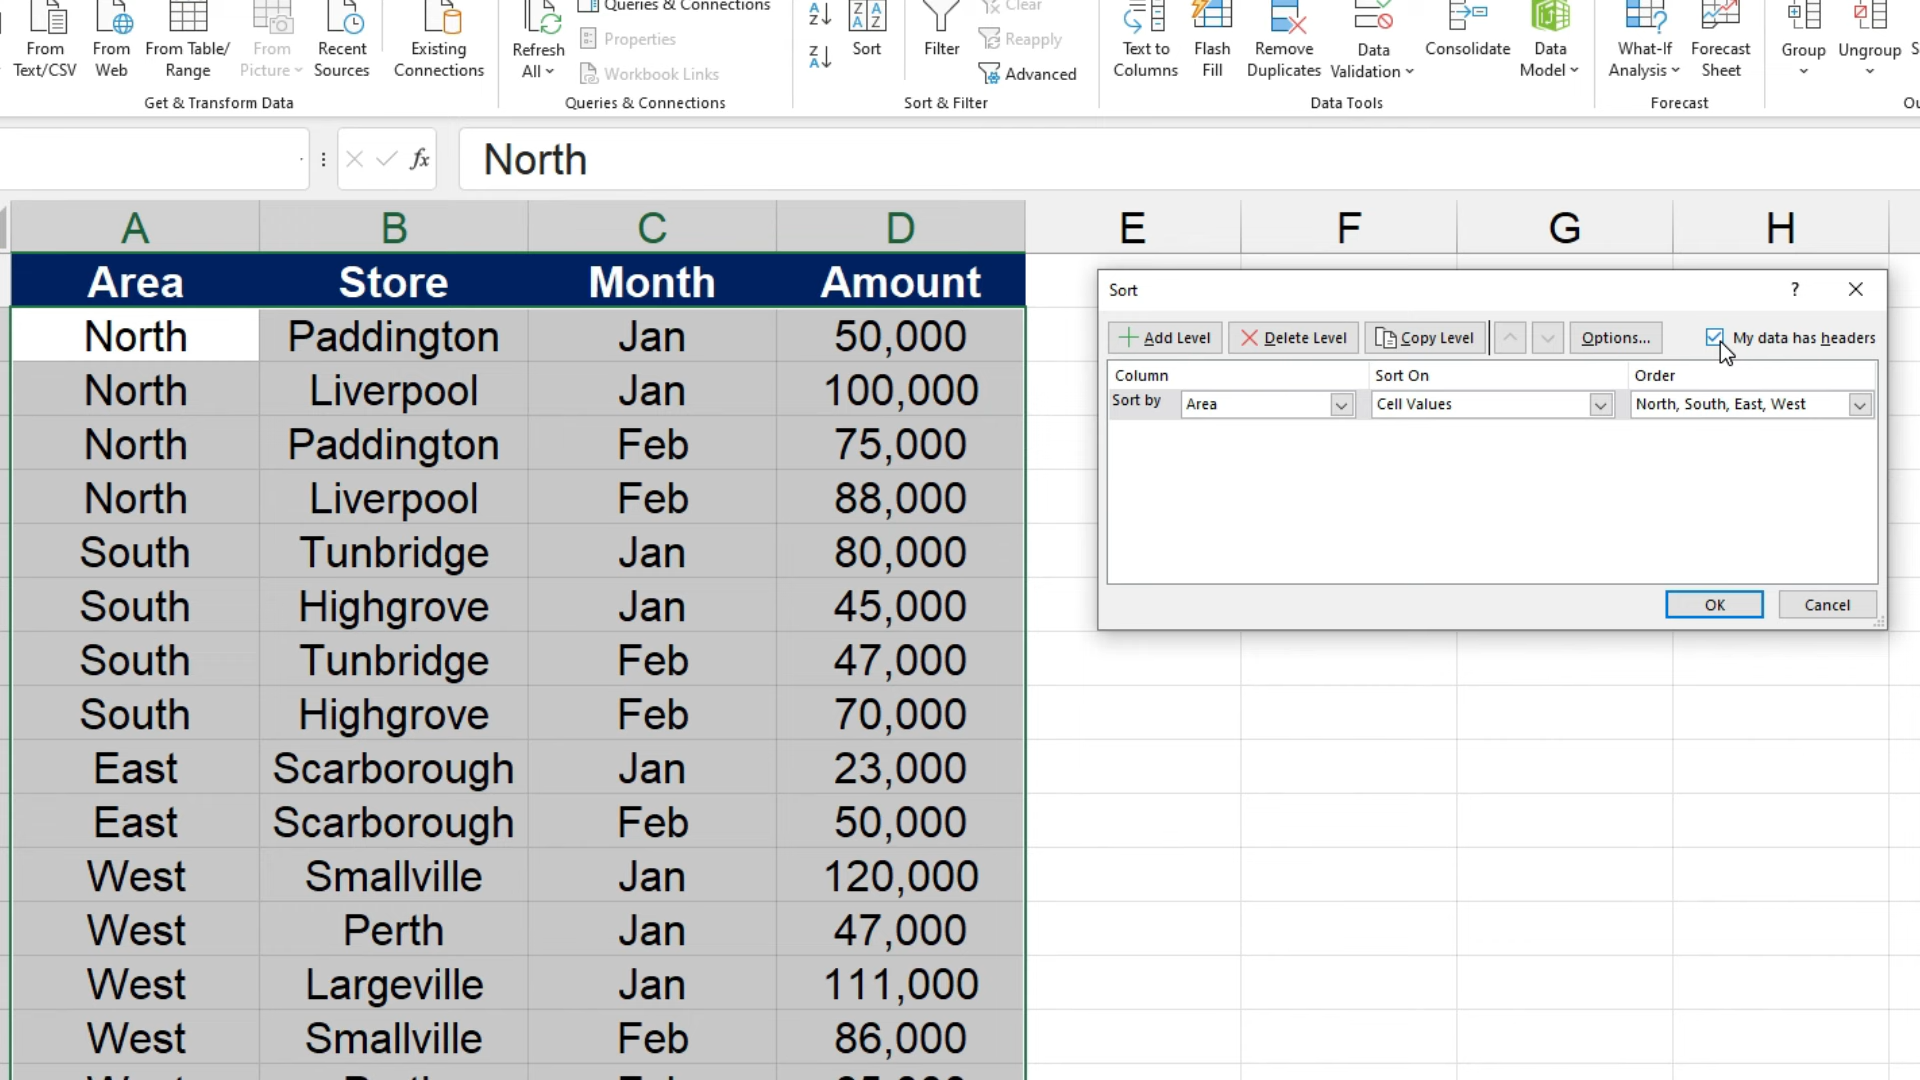 Queries & Connections
Clear
From Text/CSV
From Web
From Table/ Range
From Picture
Recent Sources
Existing Connections
Refresh All
Properties
Workbook Links
Sort
Filter
Reapply
Advanced
Text to Columns
Flash Fill
Remove Duplicates
Data Validation
Consolidate
Data Model
What-If Analysis
Forecast Sheet
Group
Ungroup
Get & Transform Data
Queries & Connections
Sort & Filter
Data Tools
Forecast
fx North
A B C D E F G H
Area Store Month Amount
North Paddington Jan 50,000
North Liverpool Jan 100,000
North Paddington Feb 75,000
North Liverpool Feb 88,000
South Tunbridge Jan 80,000
South Highgrove Jan 45,000
South Tunbridge Feb 47,000
South Highgrove Feb 70,000
East Scarborough Jan 23,000
East Scarborough Feb 50,000
West Smallville Jan 120,000
West Perth Jan 47,000
West Largeville Jan 111,000
West Smallville Feb 86,000
Sort ?
Add Level Delete Level Copy Level Options... My data has headers
Column Sort On Order
Sort by Area Cell Values North, South, East, West
OK Cancel